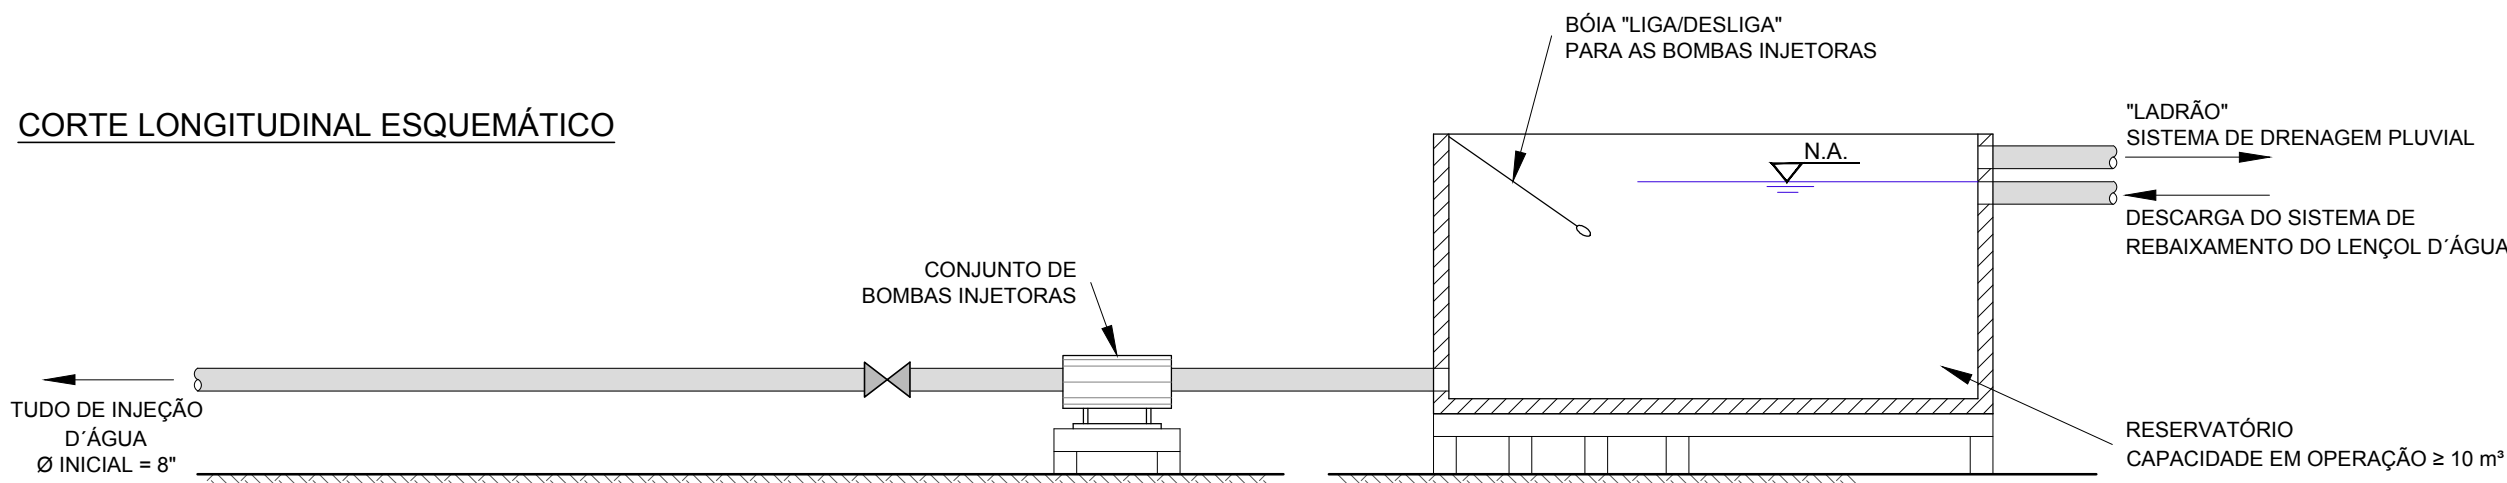 CORTE LONGITUDINAL ESQUEMÁTICO
BÓIA "LIGA/DESLIGA"
PARA AS BOMBAS INJETORAS
N.A.
"LADRÃO"
SISTEMA DE DRENAGEM PLUVIAL
DESCARGA DO SISTEMA DE
REBAIXAMENTO DO LENÇOL D´ÁGUA
CONJUNTO DE
BOMBAS INJETORAS
TUDO DE INJEÇÃO
D´ÁGUA
Ø INICIAL = 8"
RESERVATÓRIO
CAPACIDADE EM OPERAÇÃO ≥ 10 m³